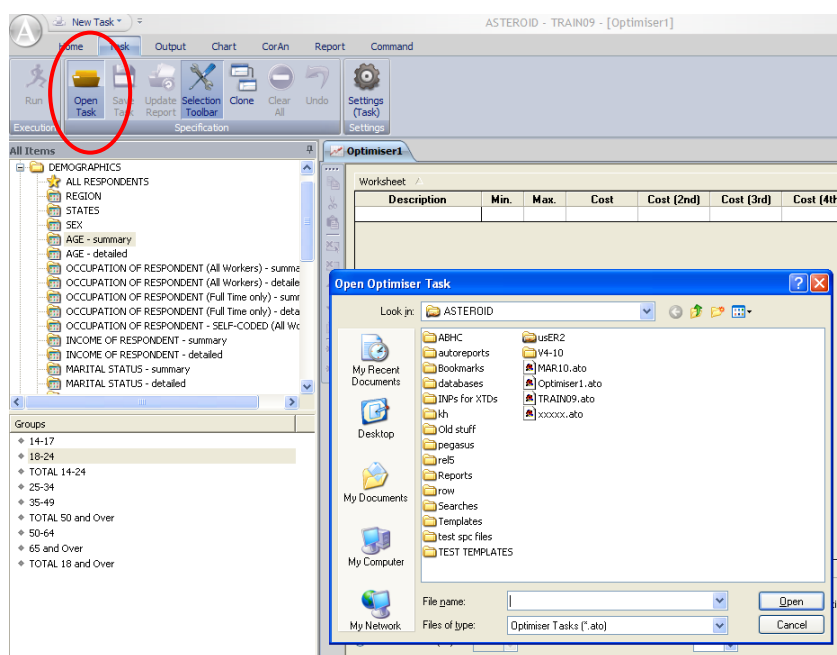 New Task
ASTEROID - TRAIN09 - [Optimiser1]
Home Task Output Chart CorAn Report Command
Run Open Task Save Task Update Report Selection Toolbar Clone Clear All Undo Settings (Task)
Execution Specification Settings
All Items
Optimiser1
DEMOGRAPHICS
ALL RESPONDENTS
REGION
STATES
SEX
AGE - summary
AGE - detailed
OCCUPATION OF RESPONDENT (All Workers) - summa
OCCUPATION OF RESPONDENT (All Workers) - detaile
OCCUPATION OF RESPONDENT (Full Time only) - summ
OCCUPATION OF RESPONDENT (Full Time only) - deta
OCCUPATION OF RESPONDENT - SELF-CODED (All Wo
INCOME OF RESPONDENT - summary
INCOME OF RESPONDENT - detailed
MARITAL STATUS - summary
MARITAL STATUS - detailed
Groups
14-17
18-24
TOTAL 14-24
25-34
35-49
TOTAL 50 and Over
50-64
65 and Over
TOTAL 18 and Over
Worksheet
Description Min. Max. Cost Cost (2nd) Cost (3rd) Cost (4th
Open Optimiser Task
Look in: ASTEROID
My Recent Documents
Desktop
My Documents
My Computer
My Network
ABHC
autoreports
Bookmarks
databases
INPs for XTDs
kh
Old stuff
pegasus
rel5
Reports
row
Searches
Templates
test spc files
TEST TEMPLATES
usER2
V4-10
MAR10.ato
Optimiser1.ato
TRAIN09.ato
xxxxx.ato
File name: Open
Files of type: Optimiser Tasks (*.ato) Cancel